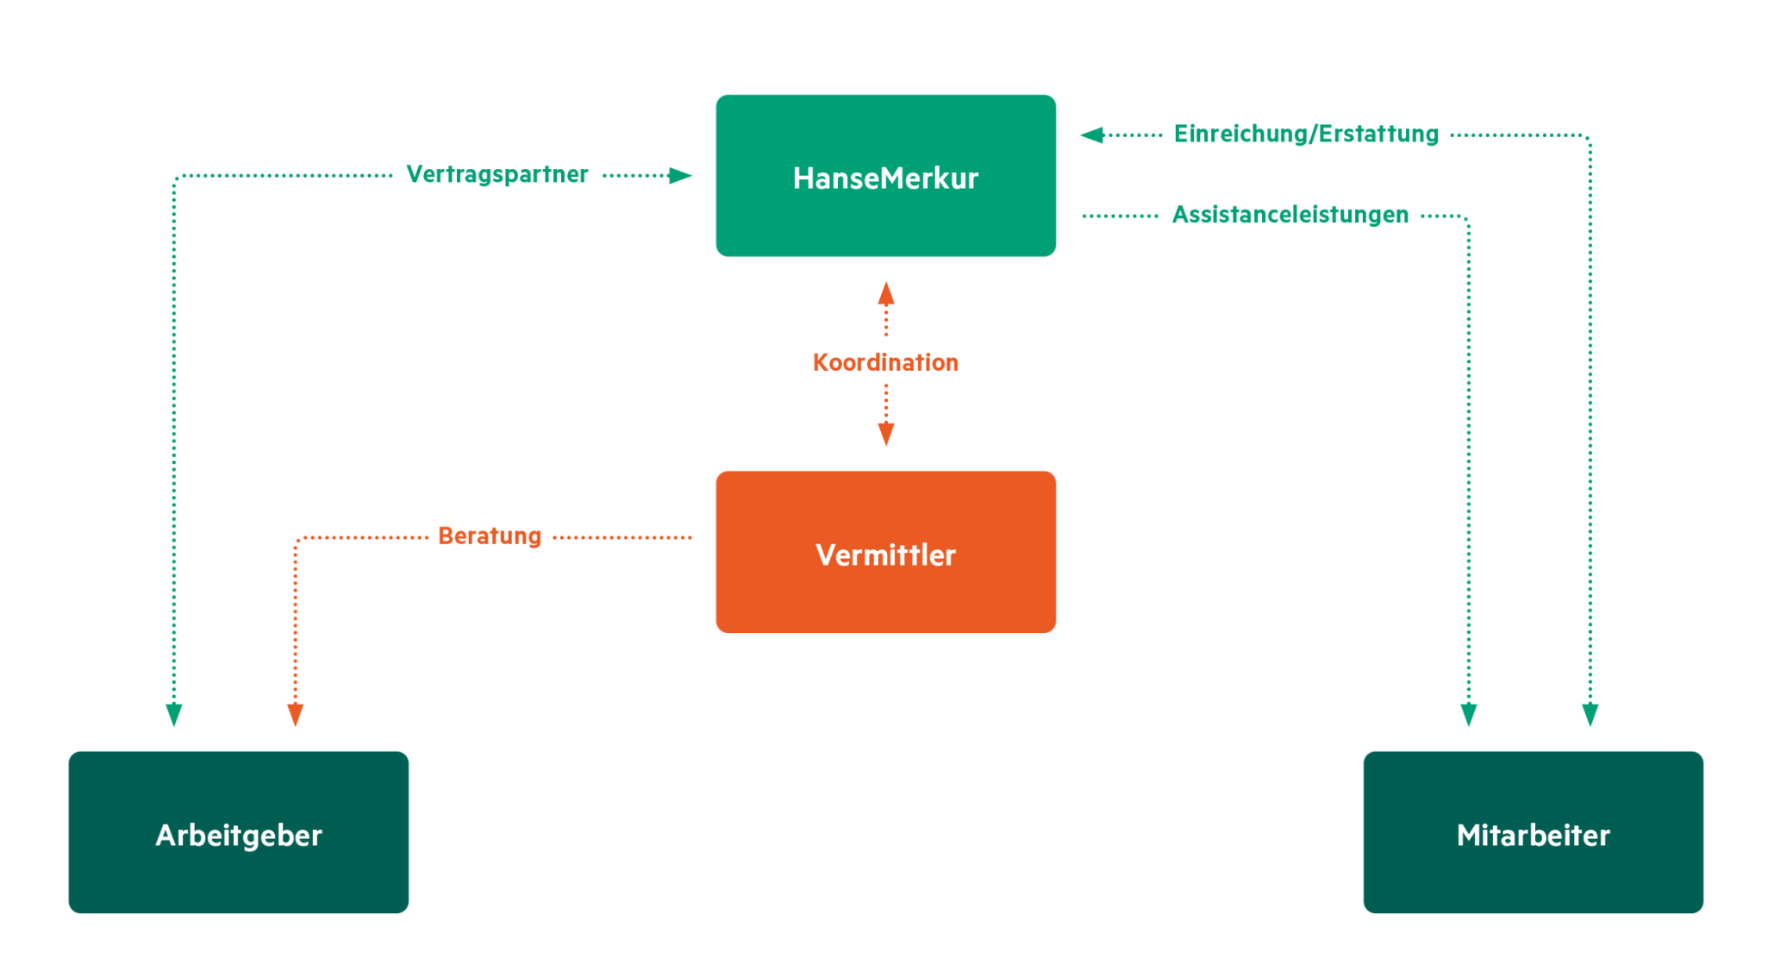 Einreichung/Erstattung
Vertragspartner
HanseMerkur
Assistanceleistungen
Koordination
Beratung
Vermittler
Arbeitgeber
Mitarbeiter